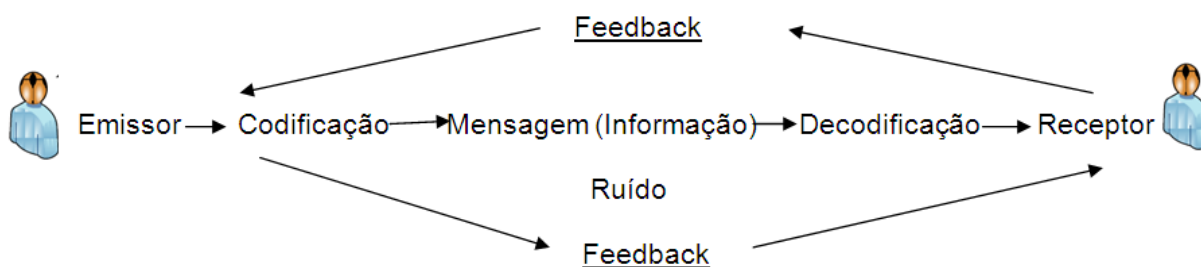 Feedback
Emissor Codificação Mensagem (Informação) Decodificação Receptor
Ruído
Feedback